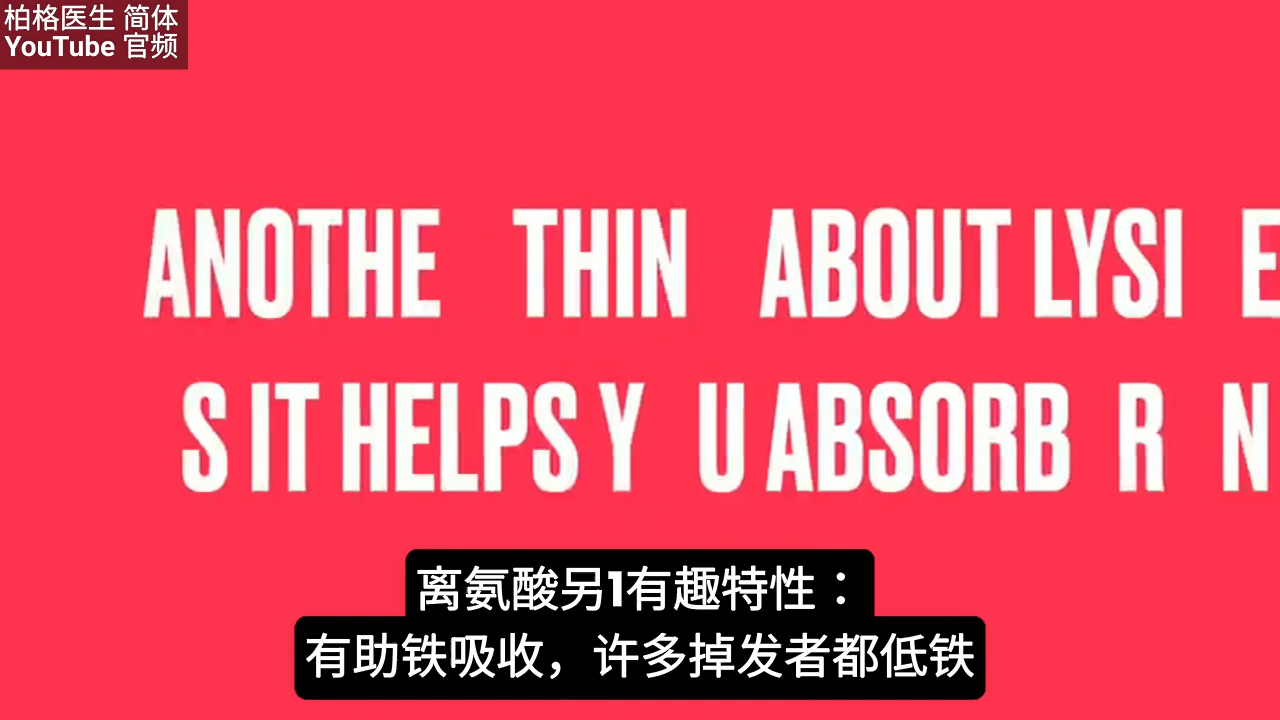 柏格医生 简体
YouTube 官频
ANOTHE THIN ABOUT LYSI E
S IT HELPS Y U ABSORB R N
离氨酸另1有趣特性：
有助铁吸收，许多掉发者都低铁